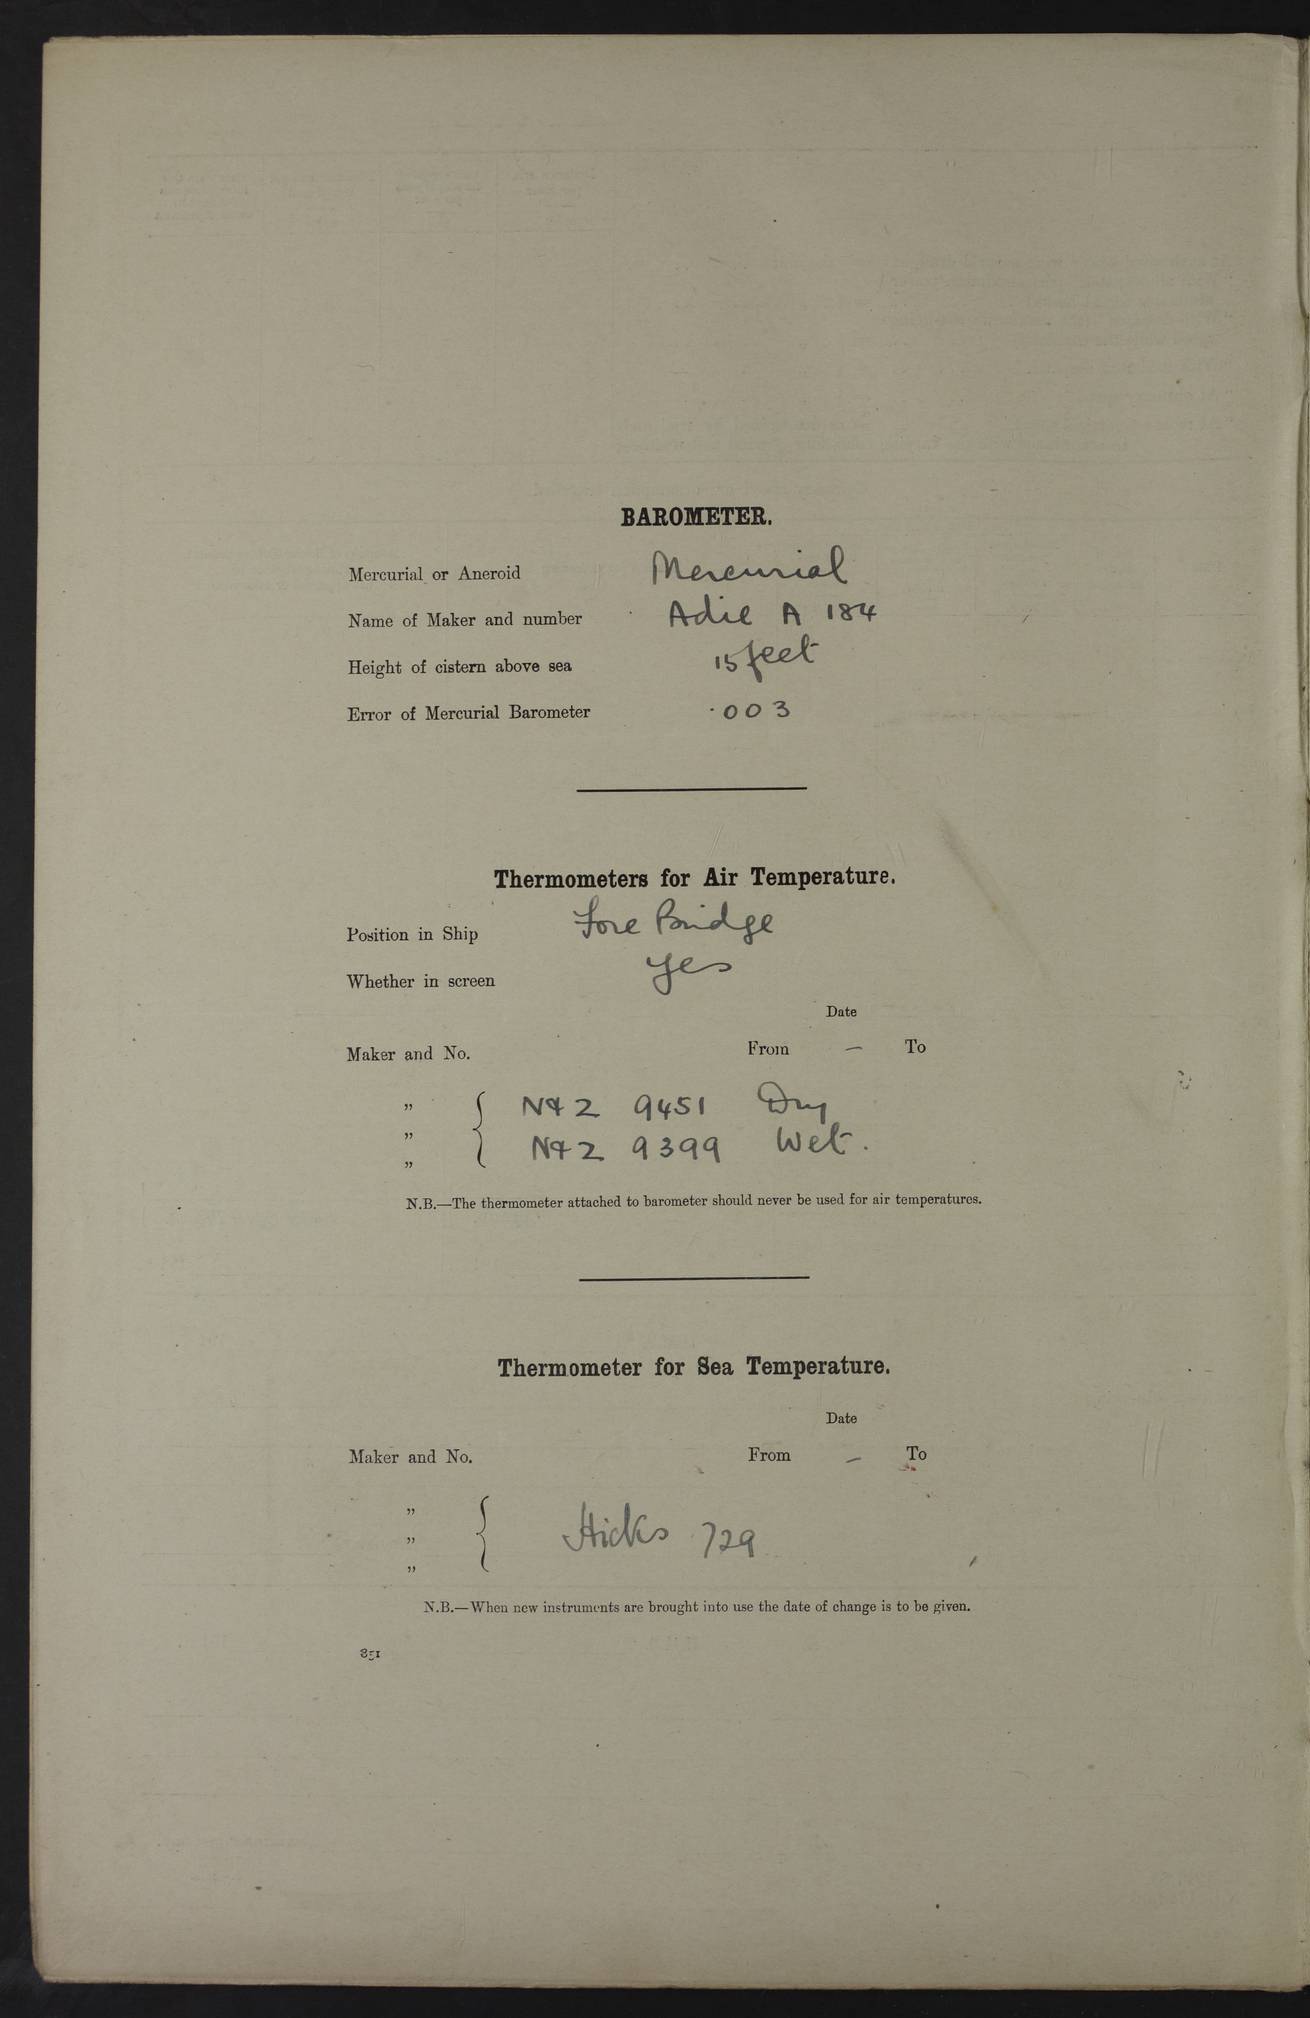 BAROMETER.
Mercurial or Aneroid Mercurial
Name of Maker and number Adie A 184
Height of cistern above sea 15 feet
Error of Mercurial Barometer ·003
Thermometers for Air Temperature.
Position in Ship Fore Bridge
Whether in screen Yes
Date
Maker and No. From — To
„ N&Z 9451 Dry
„ N&Z 9399 Wet.
„
N.B.—The thermometer attached to barometer should never be used for air temperatures.
Thermometer for Sea Temperature.
Date
Maker and No. From — To
„
„ Hicks 729
„
N.B.—When new instruments are brought into use the date of change is to be given.
851